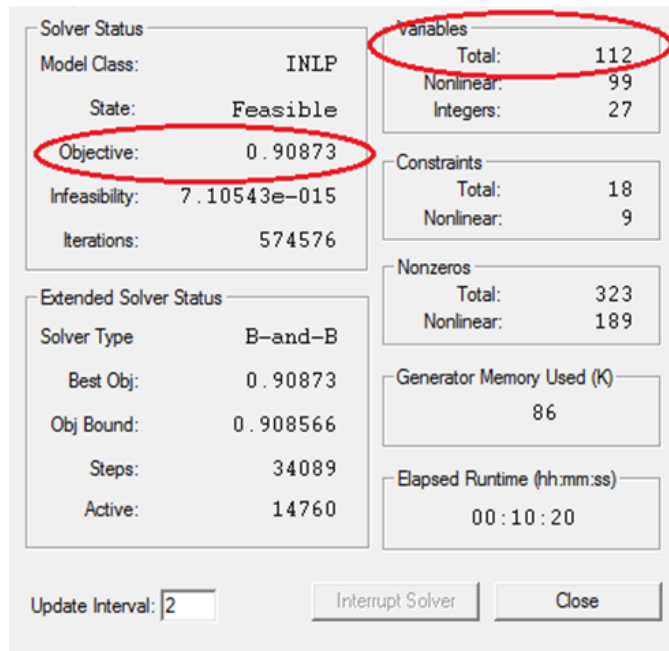 Solver Status
Model Class: INLP
State: Feasible
Objective: 0.90873
Infeasibility: 7.10543e-015
Iterations: 574576
Extended Solver Status
Solver Type B-and-B
Best Obj: 0.90873
Obj Bound: 0.908566
Steps: 34089
Active: 14760
Update Interval: 2
Variables
Total: 112
Nonlinear: 99
Integers: 27
Constraints
Total: 18
Nonlinear: 9
Nonzeros
Total: 323
Nonlinear: 189
Generator Memory Used (K)
86
Elapsed Runtime (hh:mm:ss)
00:10:20
Interrupt Solver
Close